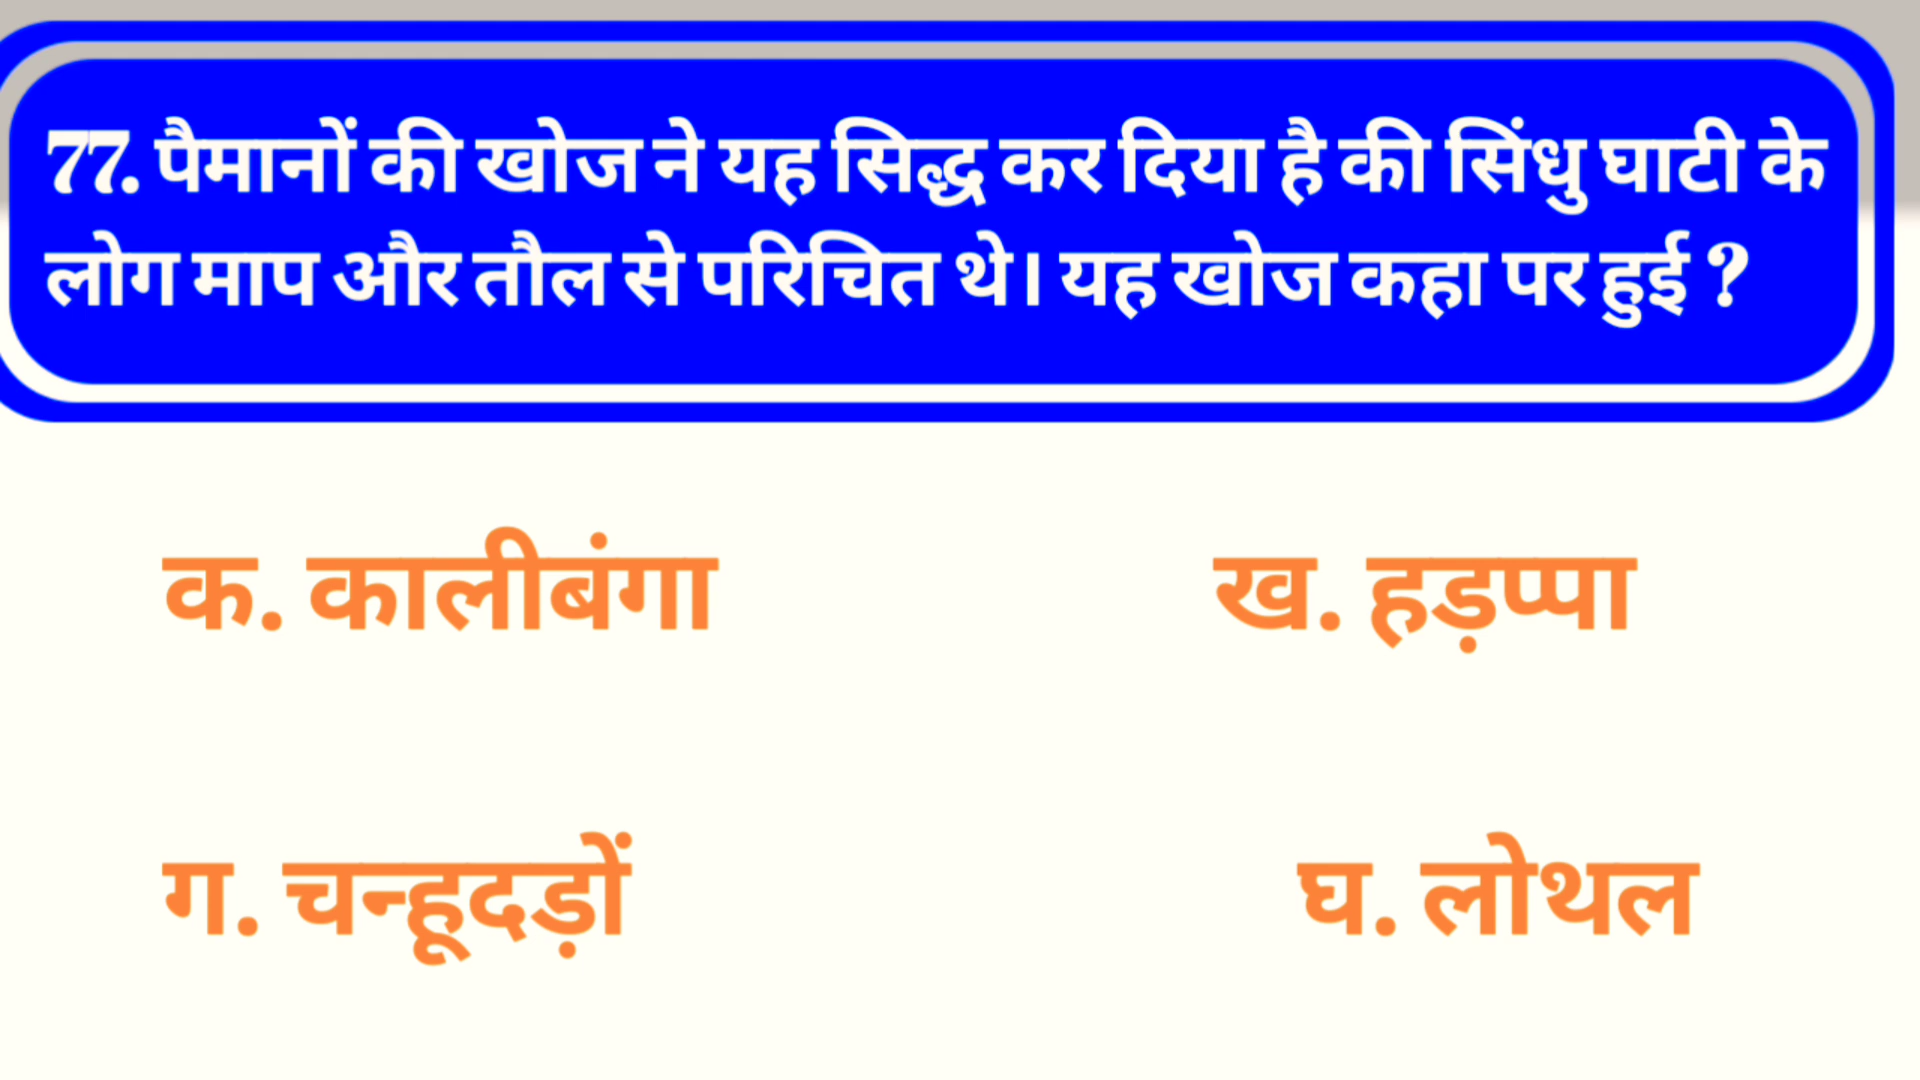 77. पैमानों की खोज ने यह सिद्ध कर दिया है की सिंधु घाटी के
लोग माप और तौल से परिचित थे। यह खोज कहा पर हुई ?
क. कालीबंगा
ख. हड़प्पा
ग. चन्हूदड़ों
घ. लोथल